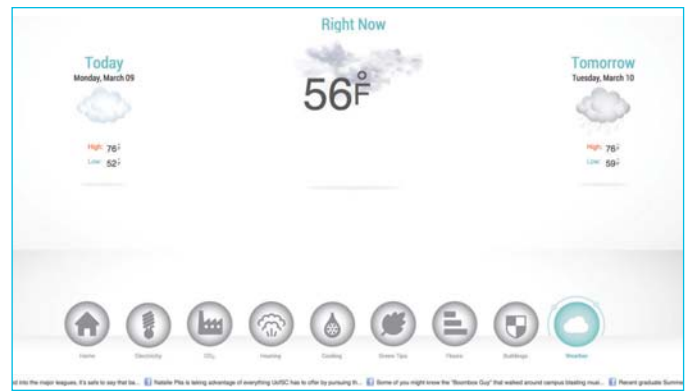 Right Now
56°F
Today
Monday, March 09
High: 76°F
Low: 52°F
Tomorrow
Tuesday, March 10
High: 76°F
Low: 59°F
Home
Electricity
CO₂
Heating
Cooling
Green Tips
Floors
Buildings
Weather
d into the major leagues, it's safe to say that ba... Natalie Pita is taking advantage of everything UofSC has to offer by pursuing th... Some of you might know the "Boombox Guy" that walked around campus blasting musi... Recent graduate Summer